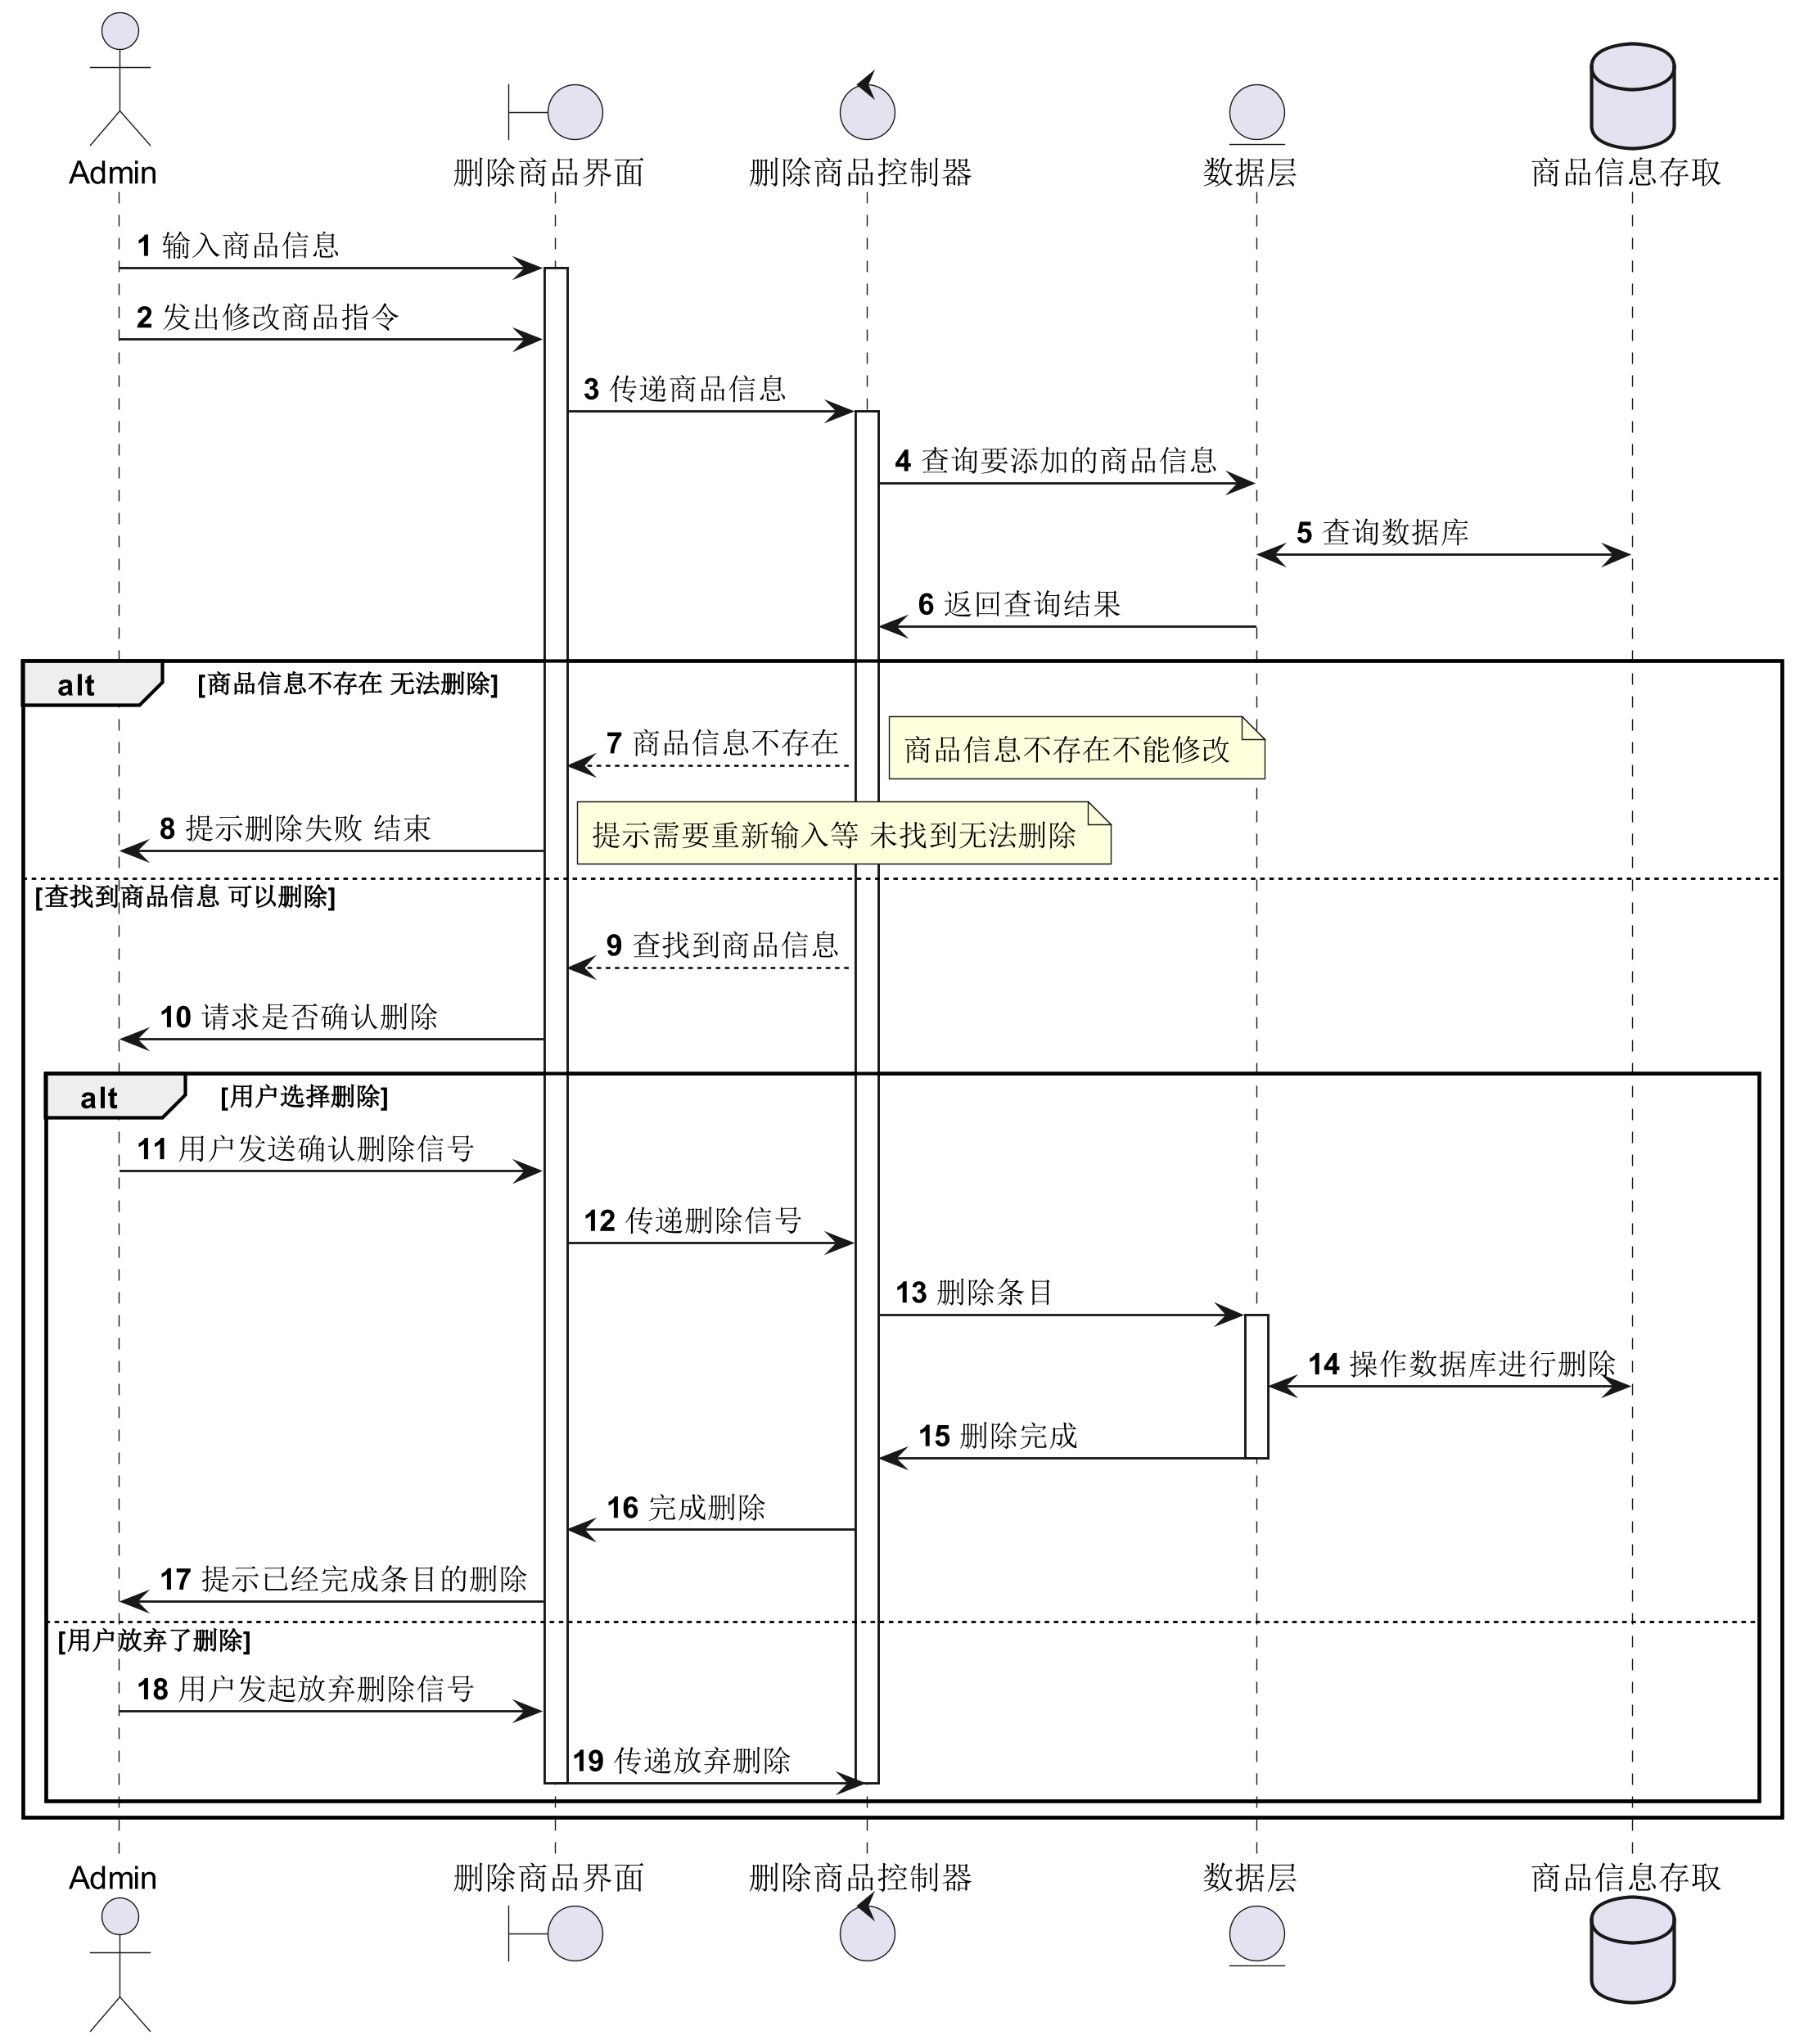 Admin
删除商品界面
删除商品控制器
数据层
商品信息存取
1 输入商品信息
2 发出修改商品指令
3 传递商品信息
4 查询要添加的商品信息
5 查询数据库
6 返回查询结果
alt [商品信息不存在 无法删除]
7 商品信息不存在
商品信息不存在不能修改
8 提示删除失败 结束
提示需要重新输入等 未找到无法删除
[查找到商品信息 可以删除]
9 查找到商品信息
10 请求是否确认删除
alt [用户选择删除]
11 用户发送确认删除信号
12 传递删除信号
13 删除条目
14 操作数据库进行删除
15 删除完成
16 完成删除
17 提示已经完成条目的删除
[用户放弃了删除]
18 用户发起放弃删除信号
19 传递放弃删除
Admin
删除商品界面
删除商品控制器
数据层
商品信息存取